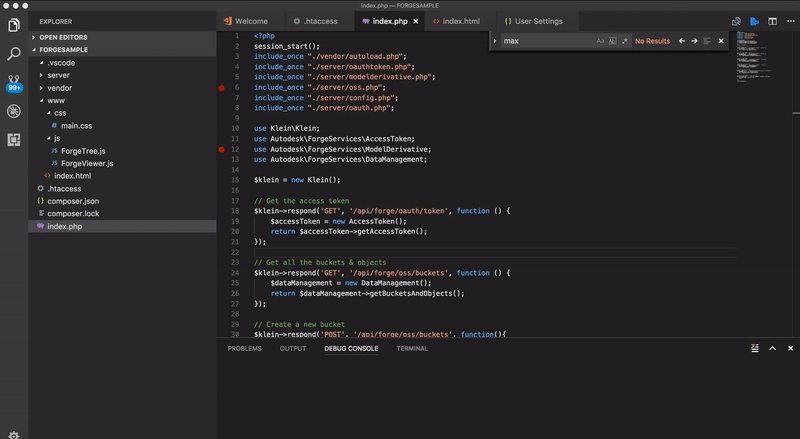 index.php — FORGESAMPLE
EXPLORER
OPEN EDITORS
FORGESAMPLE
.vscode
server
vendor
www
css
main.css
js
JS ForgeTree.js
JS ForgeViewer.js
<> index.html
.htaccess
composer.json
composer.lock
index.php
99+
Welcome
.htaccess
index.php
index.html
{} User Settings
max
Aa
No Results
1 <?php
2 session_start();
3 include_once "./vendor/autoload.php";
4 include_once "./server/oauthtoken.php";
5 include_once "./server/modelderivative.php";
6 include_once "./server/oss.php";
7 include_once "./server/config.php";
8 include_once "./server/oauth.php";
9
10 use Klein\Klein;
11 use Autodesk\ForgeServices\AccessToken;
12 use Autodesk\ForgeServices\ModelDerivative;
13 use Autodesk\ForgeServices\DataManagement;
14
15 $klein = new Klein();
16
17 // Get the access token
18 $klein->respond('GET', '/api/forge/oauth/token', function () {
19 $accessToken = new AccessToken();
20 return $accessToken->getAccessToken();
21 });
22
23 // Get all the buckets & objects
24 $klein->respond('GET', '/api/forge/oss/buckets', function () {
25 $dataManagement = new DataManagement();
26 return $dataManagement->getBucketsAndObjects();
27 });
28
29 // Create a new bucket
30 $klein->respond('POST', '/api/forge/oss/buckets', function(){
PROBLEMS OUTPUT DEBUG CONSOLE TERMINAL